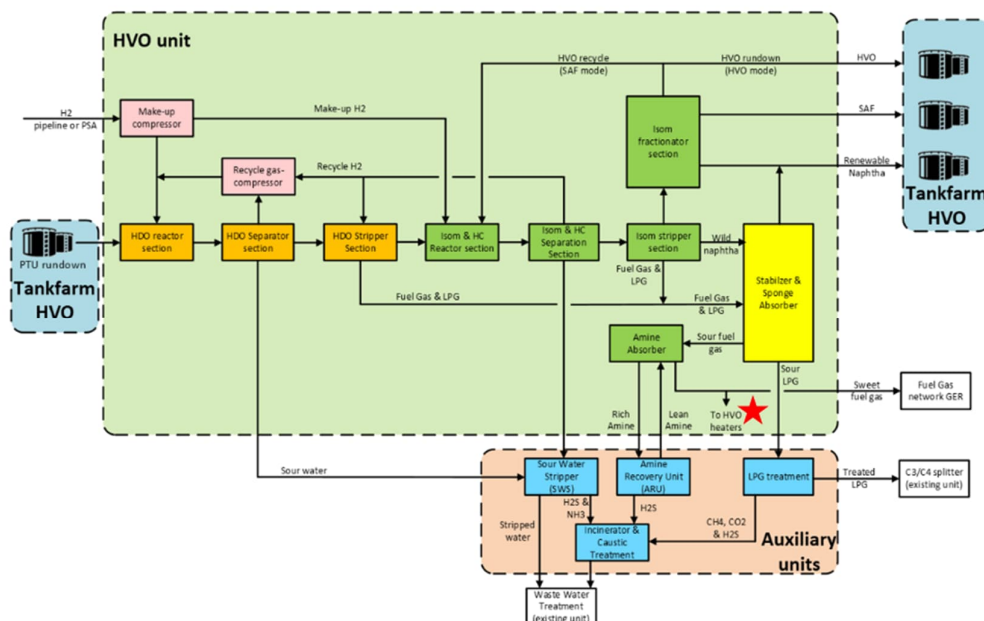 HVO unit
HVO recycle
(SAF mode)
HVO rundown
(HVO mode)
HVO
H2
pipeline or PSA
Make-up
compressor
Make-up H2
Isom
fractionator
section
SAF
Recycle gas-
compressor
Recycle H2
Renewable
Naphtha
Tankfarm
HVO
PTU rundown
Tankfarm
HVO
HDO reactor
section
HDO Separator
section
HDO Stripper
Section
Isom & HC
Reactor section
Isom & HC
Separation
Section
Isom stripper
section
Wild
naphtha
Fuel Gas &
LPG
Stabilzer &
Sponge
Absorber
Fuel Gas & LPG
Fuel Gas
& LPG
Amine
Absorber
Sour fuel
gas
Sour
LPG
Sweet
fuel gas
Fuel Gas
network GER
Rich
Amine
Lean
Amine
To HVO
heaters
Sour water
Sour Water
Stripper
(SWS)
Amine
Recovery Unit
(ARU)
LPG treatment
Treated
LPG
C3/C4 splitter
(existing unit)
H2S &
NH3
H2S
Stripped
water
CH4, CO2
& H2S
Incinerator &
Caustic
Treatment
Auxiliary
units
Waste Water
Treatment
(existing unit)